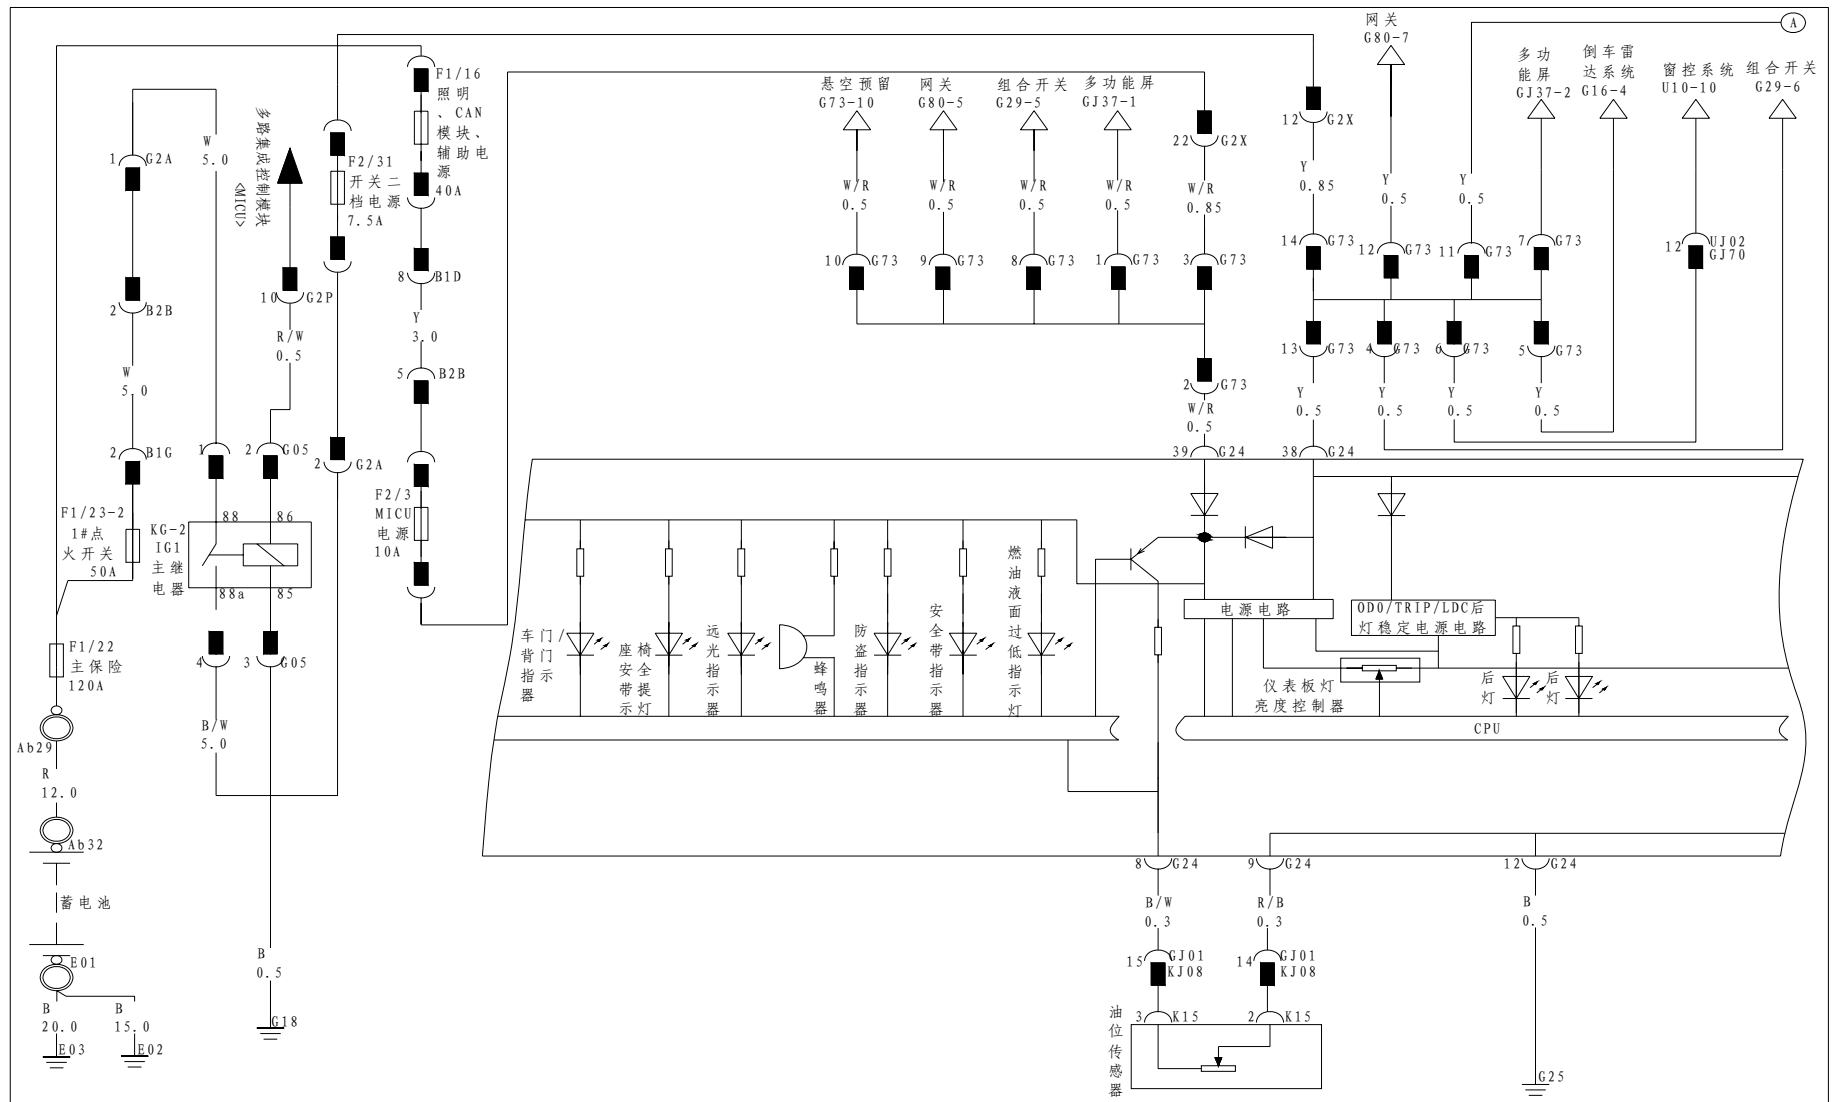 网关
G80-7
A
F1/16
照明
、CAN
模块、
辅助电
源
40A
多路集成控制模块
<MICU>
F2/31
开关二
档电源
7.5A
悬空预留
G73-10
网关
G80-5
组合开关
G29-5
多功能屏
GJ37-1
多功
能屏
GJ37-2
倒车雷
达系统
G16-4
窗控系统
U10-10
组合开关
G29-6
22 G2X
12 G2X
1 G2A
W
5.0
W/R
0.5
W/R
0.5
W/R
0.5
W/R
0.5
W/R
0.85
Y
0.85
Y
0.5
Y
0.5
10 G73
9 G73
8 G73
1 G73
3 G73
14 G73
12 G73
11 G73
7 G73
12 UJ02
GJ70
8 B1D
10 G2P
2 B2B
Y
3.0
R/W
0.5
13 G73
4 G73
6 G73
5 G73
5 B2B
2 G73
W
5.0
W/R
0.5
Y
0.5
Y
0.5
Y
0.5
Y
0.5
2 B1G
1
2 G05
2 G2A
39 G24
38 G24
F1/23-2
1#点
火开关
50A
KG-2
IG1
主继
电器
88
86
88a
85
F2/3
MICU
电源
10A
电源电路
ODO/TRIP/LDC后
灯稳定电源电路
车门/
背门
指示
器
座椅
安全
带提
示灯
远光指示器
蜂鸣器
防盗指示器
安全带指示器
燃油液面过低指示灯
仪表板灯
亮度控制器
后灯
后灯
CPU
F1/22
主保险
120A
4
3 G05
B/W
5.0
Ab29
R
12.0
Ab32
蓄电池
E01
B
20.0
B
15.0
E03
E02
B
0.5
G18
8 G24
9 G24
12 G24
B/W
0.3
R/B
0.3
B
0.5
15 GJ01
KJ08
14 GJ01
KJ08
3 K15
2 K15
油位传感器
G25